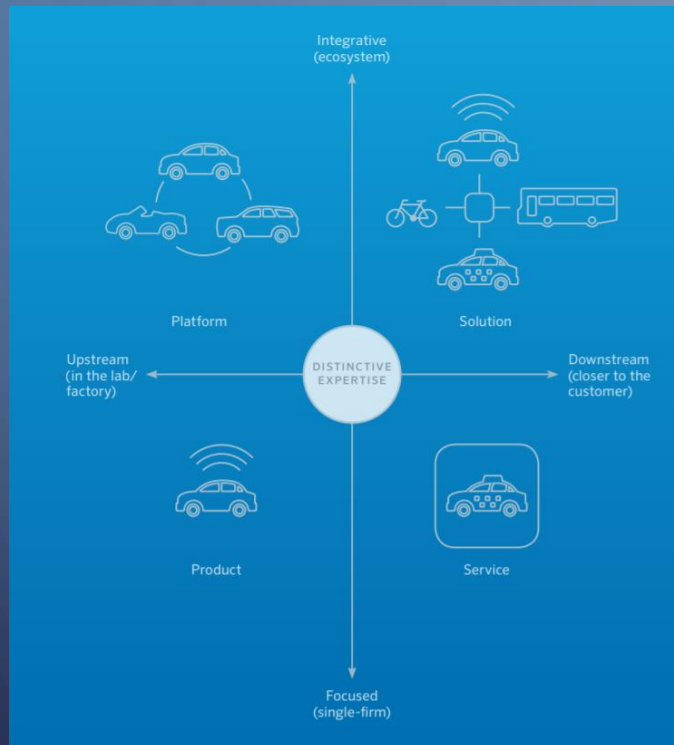 Integrative
(ecosystem)
Platform
Solution
Upstream
(in the lab/
factory)
DISTINCTIVE
EXPERTISE
Downstream
(closer to the
customer)
Product
Service
Focused
(single-firm)